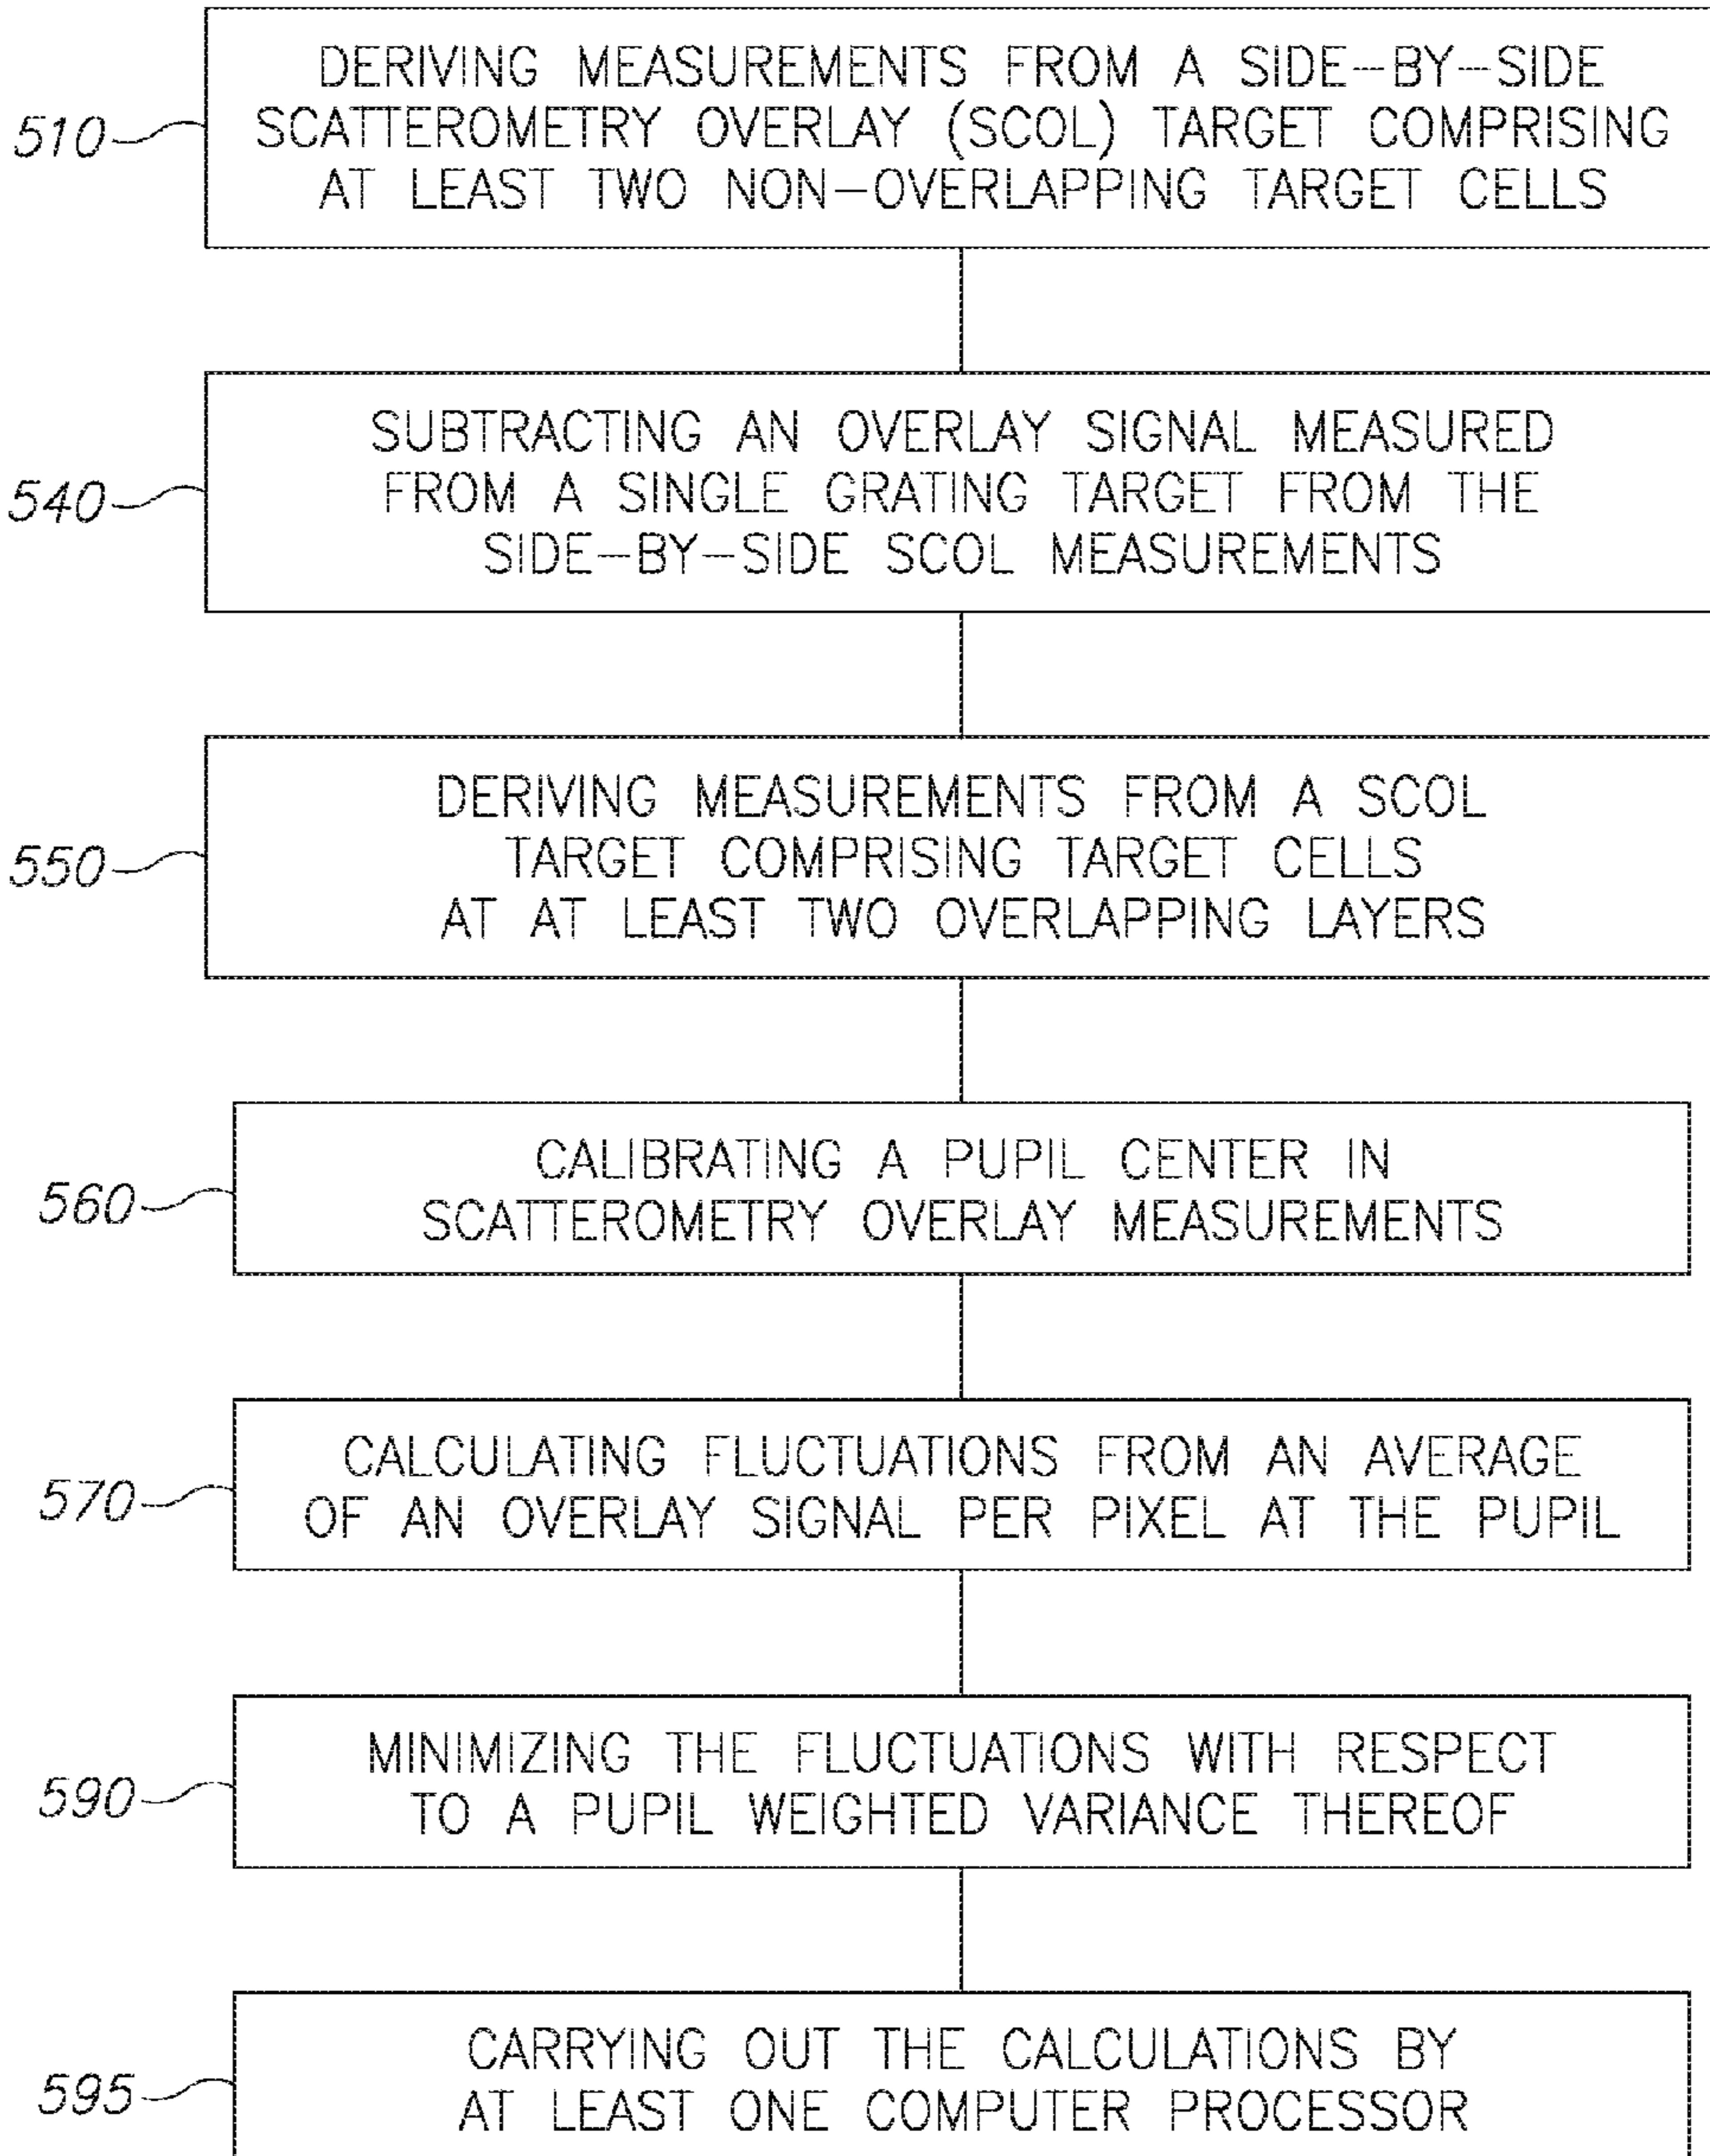 DERIVING MEASUREMENTS FROM A SIDE-BY-SIDE
510 SCATTEROMETRY OVERLAY (SCOL) TARGET COMPRISING
AT LEAST TWO NON-OVERLAPPING TARGET CELLS
SUBTRACTING AN OVERLAY SIGNAL MEASURED
540 FROM A SINGLE GRATING TARGET FROM THE
SIDE-BY-SIDE SCOL MEASUREMENTS
DERIVING MEASUREMENTS FROM A SCOL
550 TARGET COMPRISING TARGET CELLS
AT AT LEAST TWO OVERLAPPING LAYERS
CALIBRATING A PUPIL CENTER IN
560 SCATTEROMETRY OVERLAY MEASUREMENTS
CALCULATING FLUCTUATIONS FROM AN AVERAGE
570 OF AN OVERLAY SIGNAL PER PIXEL AT THE PUPIL
MINIMIZING THE FLUCTUATIONS WITH RESPECT
590 TO A PUPIL WEIGHTED VARIANCE THEREOF
CARRYING OUT THE CALCULATIONS BY
595 AT LEAST ONE COMPUTER PROCESSOR